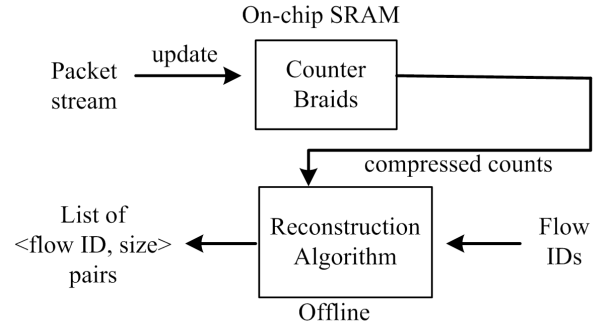 On-chip SRAM
Packet
stream
update
Counter
Braids
compressed counts
List of
<flow ID, size>
pairs
Reconstruction
Algorithm
Flow
IDs
Offline